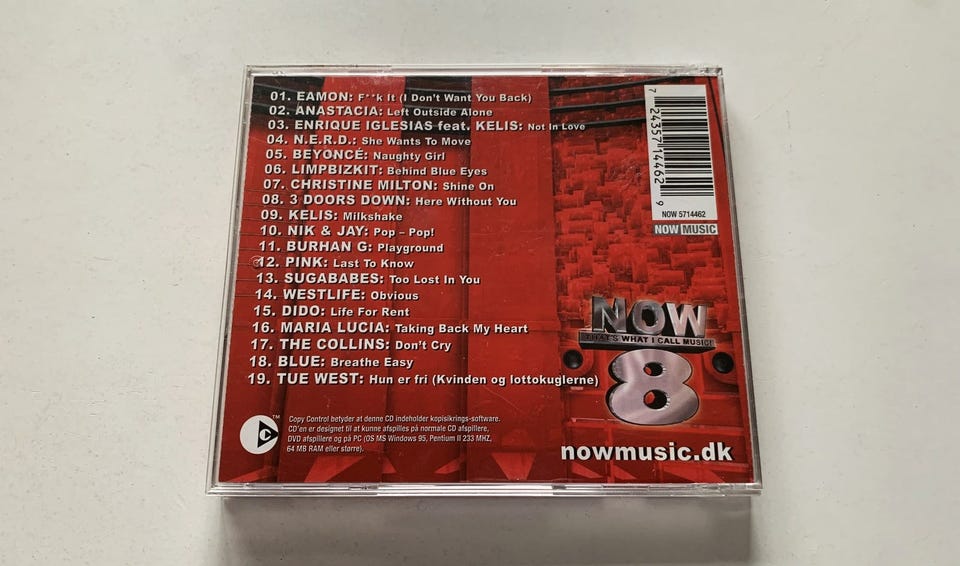 01. EAMON: F**k It (I Don't Want You Back)
02. ANASTACIA: Left Outside Alone
03. ENRIQUE IGLESIAS feat. KELIS: Not In Love
04. N.E.R.D.: She Wants To Move
05. BEYONCÉ: Naughty Girl
06. LIMPBIZKIT: Behind Blue Eyes
07. CHRISTINE MILTON: Shine On
08. 3 DOORS DOWN: Here Without You
09. KELIS: Milkshake
10. NIK & JAY: Pop – Pop!
11. BURHAN G: Playground
12. PINK: Last To Know
13. SUGABABES: Too Lost In You
14. WESTLIFE: Obvious
15. DIDO: Life For Rent
16. MARIA LUCIA: Taking Back My Heart
17. THE COLLINS: Don't Cry
18. BLUE: Breathe Easy
19. TUE WEST: Hun er fri (Kvinden og lottokuglerne)
7 24357 14462 9
NOW 5714462
NOW MUSIC
NOW
THAT'S WHAT I CALL MUSIC!
8
nowmusic.dk
TM
Copy Control betyder at denne CD indeholder kopisikrings-software.
CD'en er designet til at kunne afspilles på normale CD afspillere,
DVD afspillere og på PC (OS MS Windows 95, Pentium II 233 MHZ,
64 MB RAM eller større).